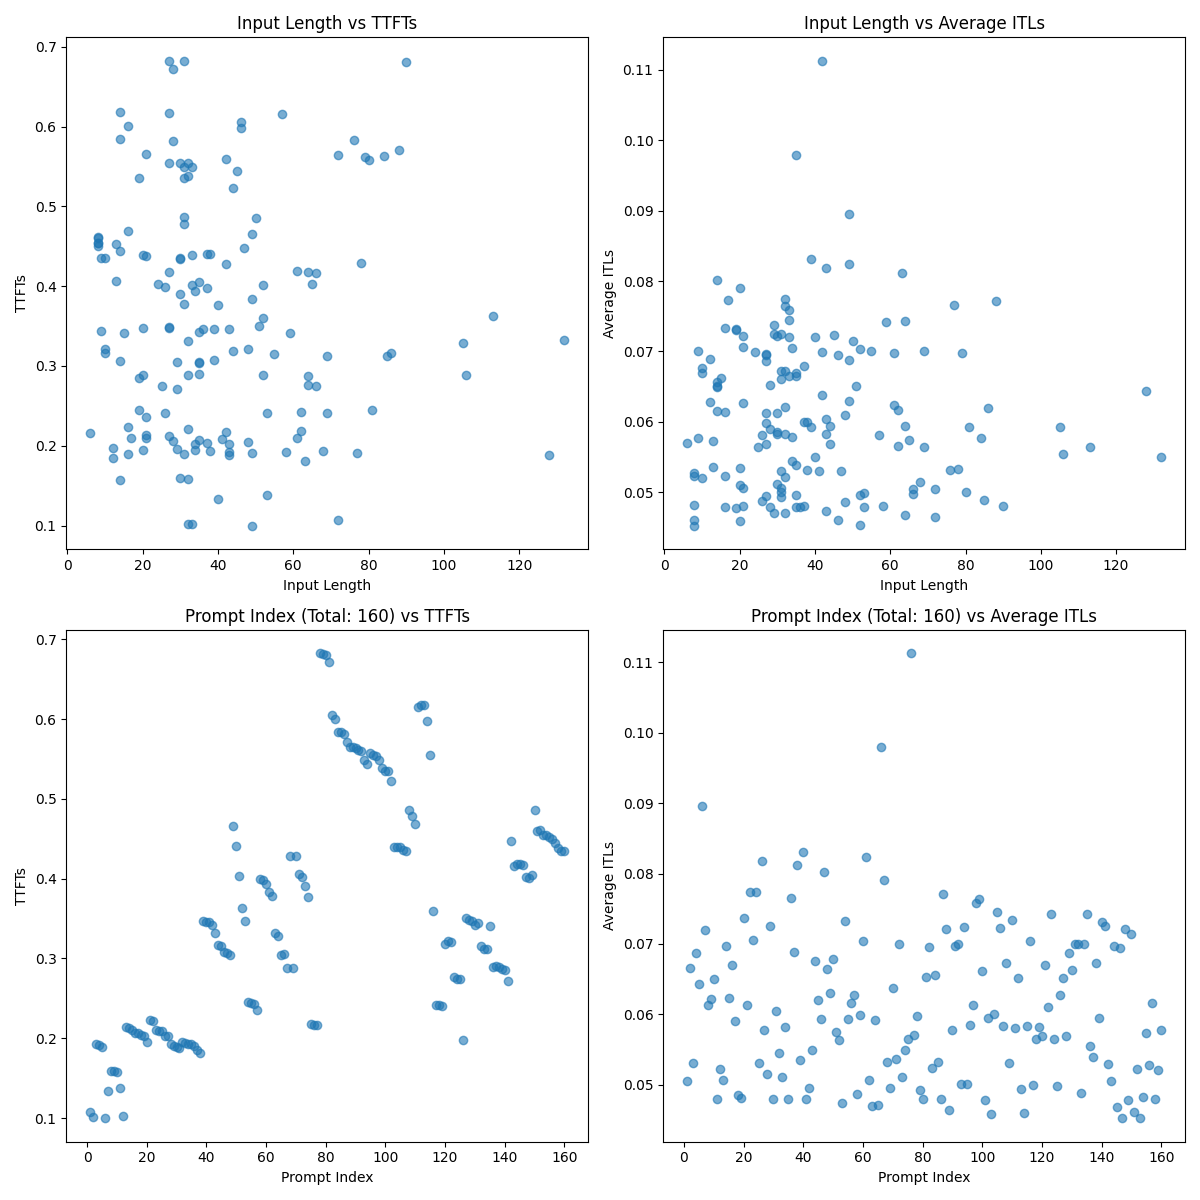 Input Length vs TTFTs
Input Length vs Average ITLs
0.7
0.6
0.5
0.4
0.3
0.2
0.1
TTFTs
0 20 40 60 80 100 120
Input Length
0.11
0.10
0.09
0.08
0.07
0.06
0.05
Average ITLs
0 20 40 60 80 100 120
Input Length
Prompt Index (Total: 160) vs TTFTs
Prompt Index (Total: 160) vs Average ITLs
0.7
0.6
0.5
0.4
0.3
0.2
0.1
TTFTs
0 20 40 60 80 100 120 140 160
Prompt Index
0.11
0.10
0.09
0.08
0.07
0.06
0.05
Average ITLs
0 20 40 60 80 100 120 140 160
Prompt Index